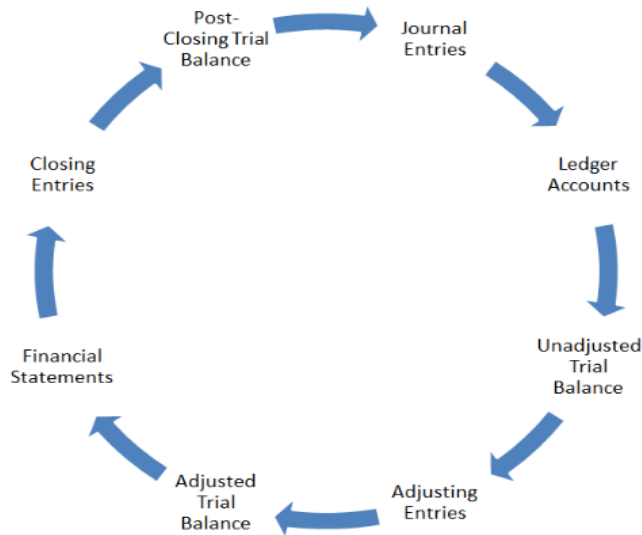 Post-
Closing Trial
Balance
Journal
Entries
Ledger
Accounts
Unadjusted
Trial
Balance
Adjusting
Entries
Adjusted
Trial
Balance
Financial
Statements
Closing
Entries